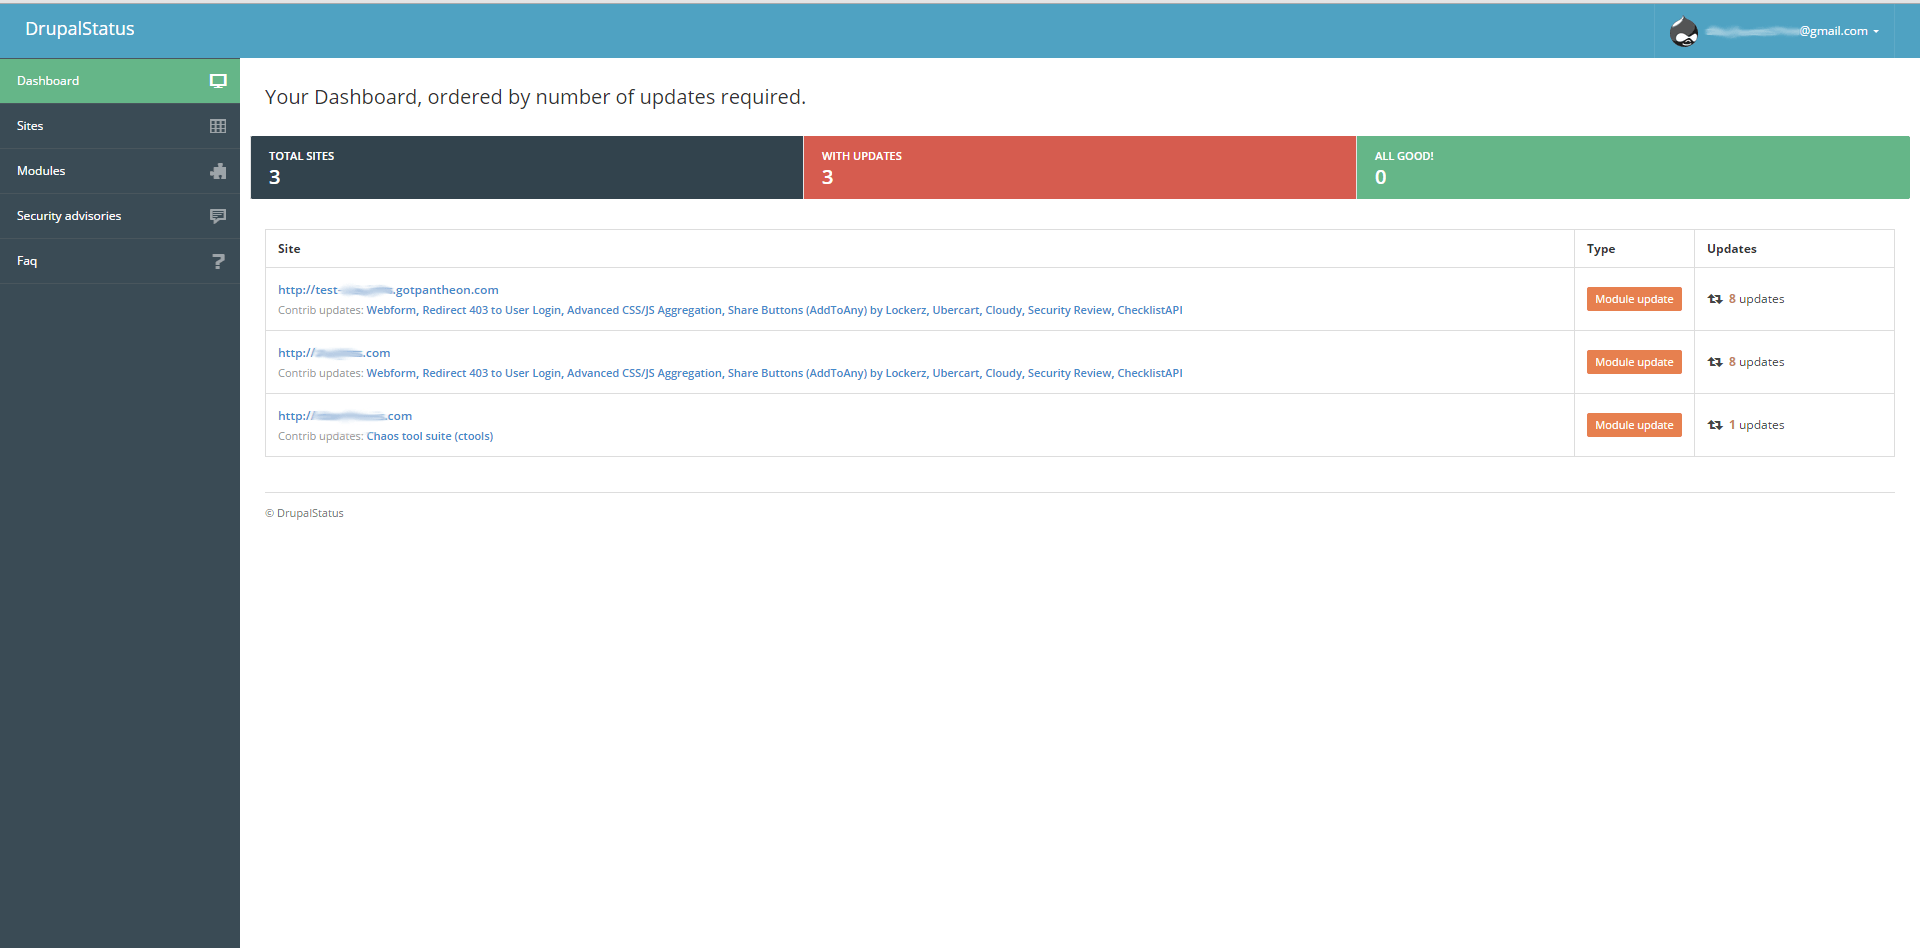 DrupalStatus
@gmail.com
Dashboard
Sites
Modules
Security advisories
Faq
Your Dashboard, ordered by number of updates required.
TOTAL SITES
3
WITH UPDATES
3
ALL GOOD!
0
Site Type Updates
http://test- .gotpantheon.com
Contrib updates: Webform, Redirect 403 to User Login, Advanced CSS/JS Aggregation, Share Buttons (AddToAny) by Lockerz, Ubercart, Cloudy, Security Review, ChecklistAPI
Module update
8 updates
http:// .com
Contrib updates: Webform, Redirect 403 to User Login, Advanced CSS/JS Aggregation, Share Buttons (AddToAny) by Lockerz, Ubercart, Cloudy, Security Review, ChecklistAPI
Module update
8 updates
http:// .com
Contrib updates: Chaos tool suite (ctools)
Module update
1 updates
© DrupalStatus